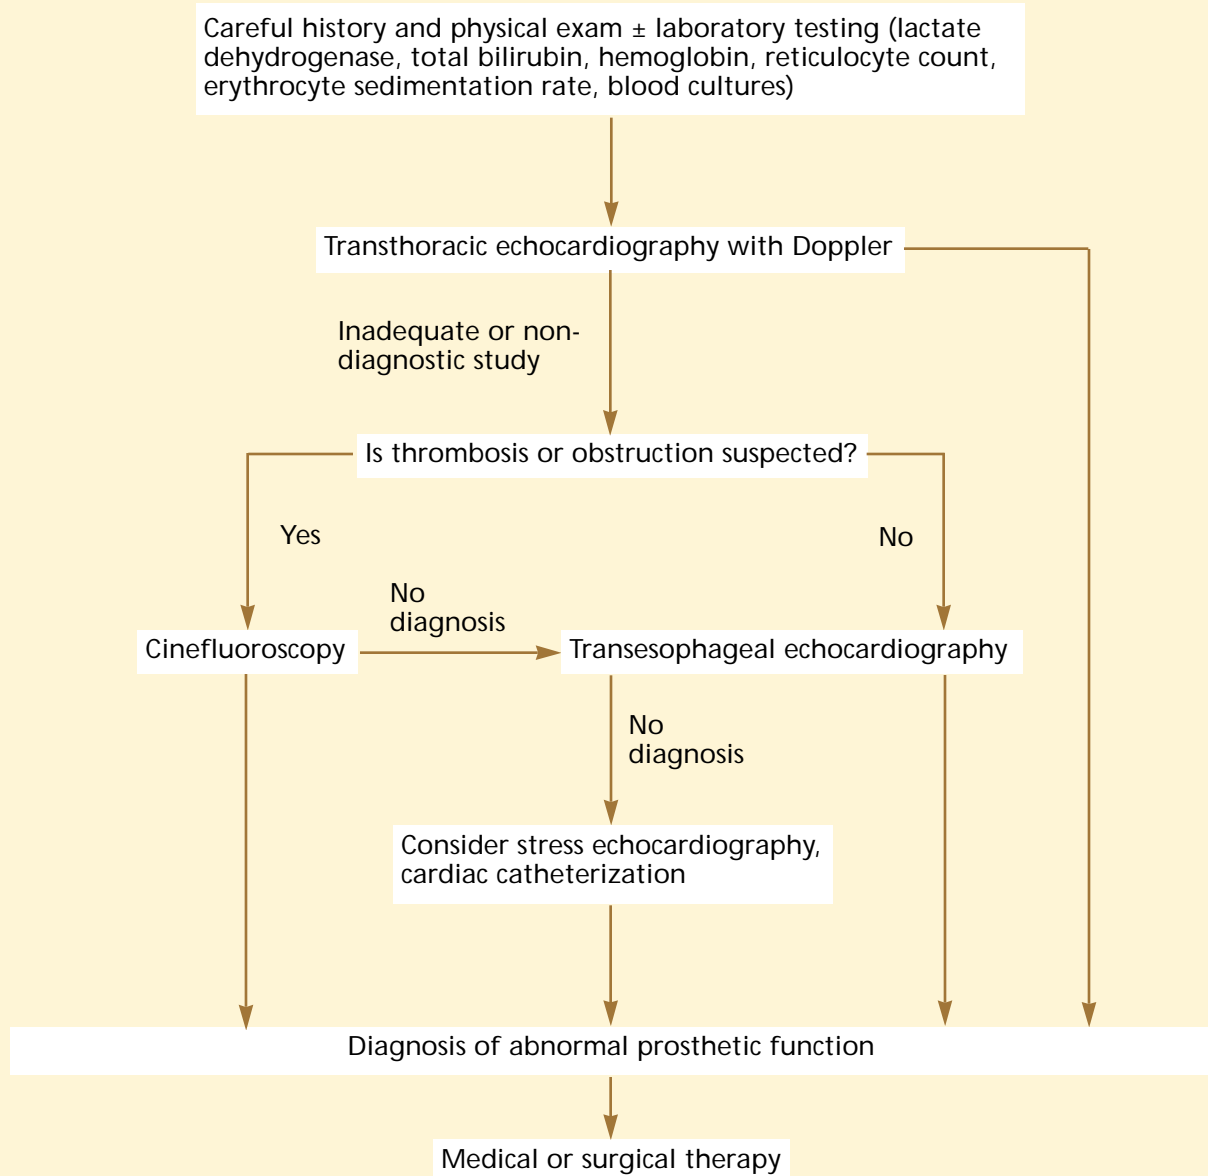 Careful history and physical exam ± laboratory testing (lactate
dehydrogenase, total bilirubin, hemoglobin, reticulocyte count,
erythrocyte sedimentation rate, blood cultures)
Transthoracic echocardiography with Doppler
Inadequate or non-
diagnostic study
Is thrombosis or obstruction suspected?
Yes
No
No
diagnosis
Cinefluoroscopy
Transesophageal echocardiography
No
diagnosis
Consider stress echocardiography,
cardiac catheterization
Diagnosis of abnormal prosthetic function
Medical or surgical therapy